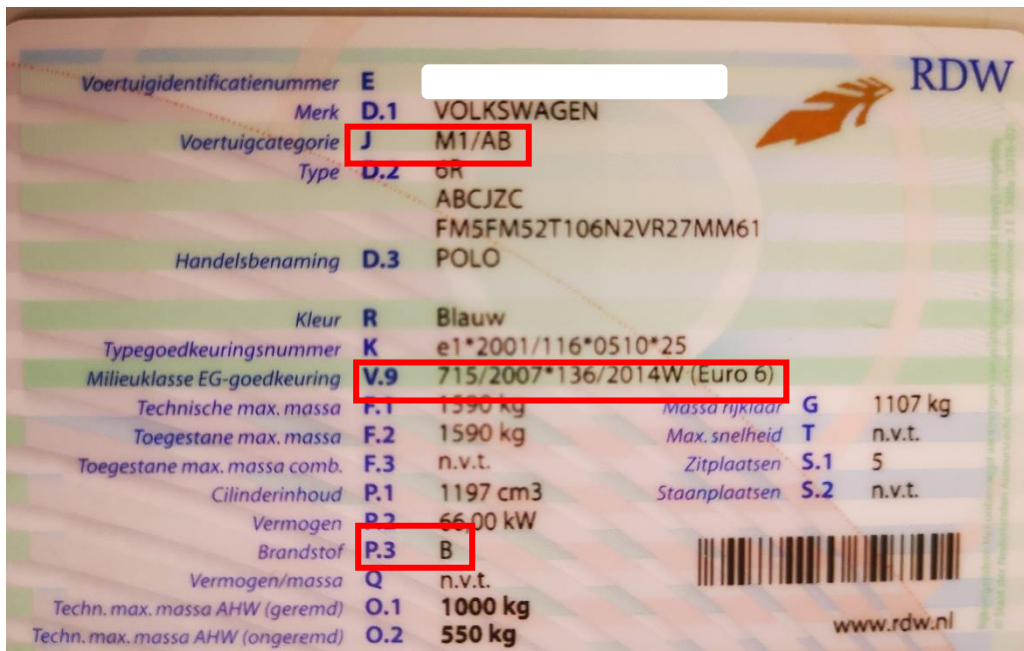 RDW
Voertuigidentificatienummer E
Merk D.1 VOLKSWAGEN
Voertuigcategorie J M1/AB
Type D.2 6R
ABCJZC
FM5FM52T106N2VR27MM61
Handelsbenaming D.3 POLO
Kleur R Blauw
Typegoedkeuringsnummer K e1*2001/116*0510*25
Milieuklasse EG-goedkeuring V.9 715/2007*136/2014W (Euro 6)
Technische max. massa F.1 1590 kg Massa rijklaar G 1107 kg
Toegestane max. massa F.2 1590 kg Max. snelheid T n.v.t.
Toegestane max. massa comb. F.3 n.v.t. Zitplaatsen S.1 5
Cilinderinhoud P.1 1197 cm3 Staanplaatsen S.2 n.v.t.
Vermogen P.2 66,00 kW
Brandstof P.3 B
Vermogen/massa Q n.v.t.
Techn. max. massa AHW (geremd) O.1 1000 kg
Techn. max. massa AHW (ongeremd) O.2 550 kg
www.rdw.nl